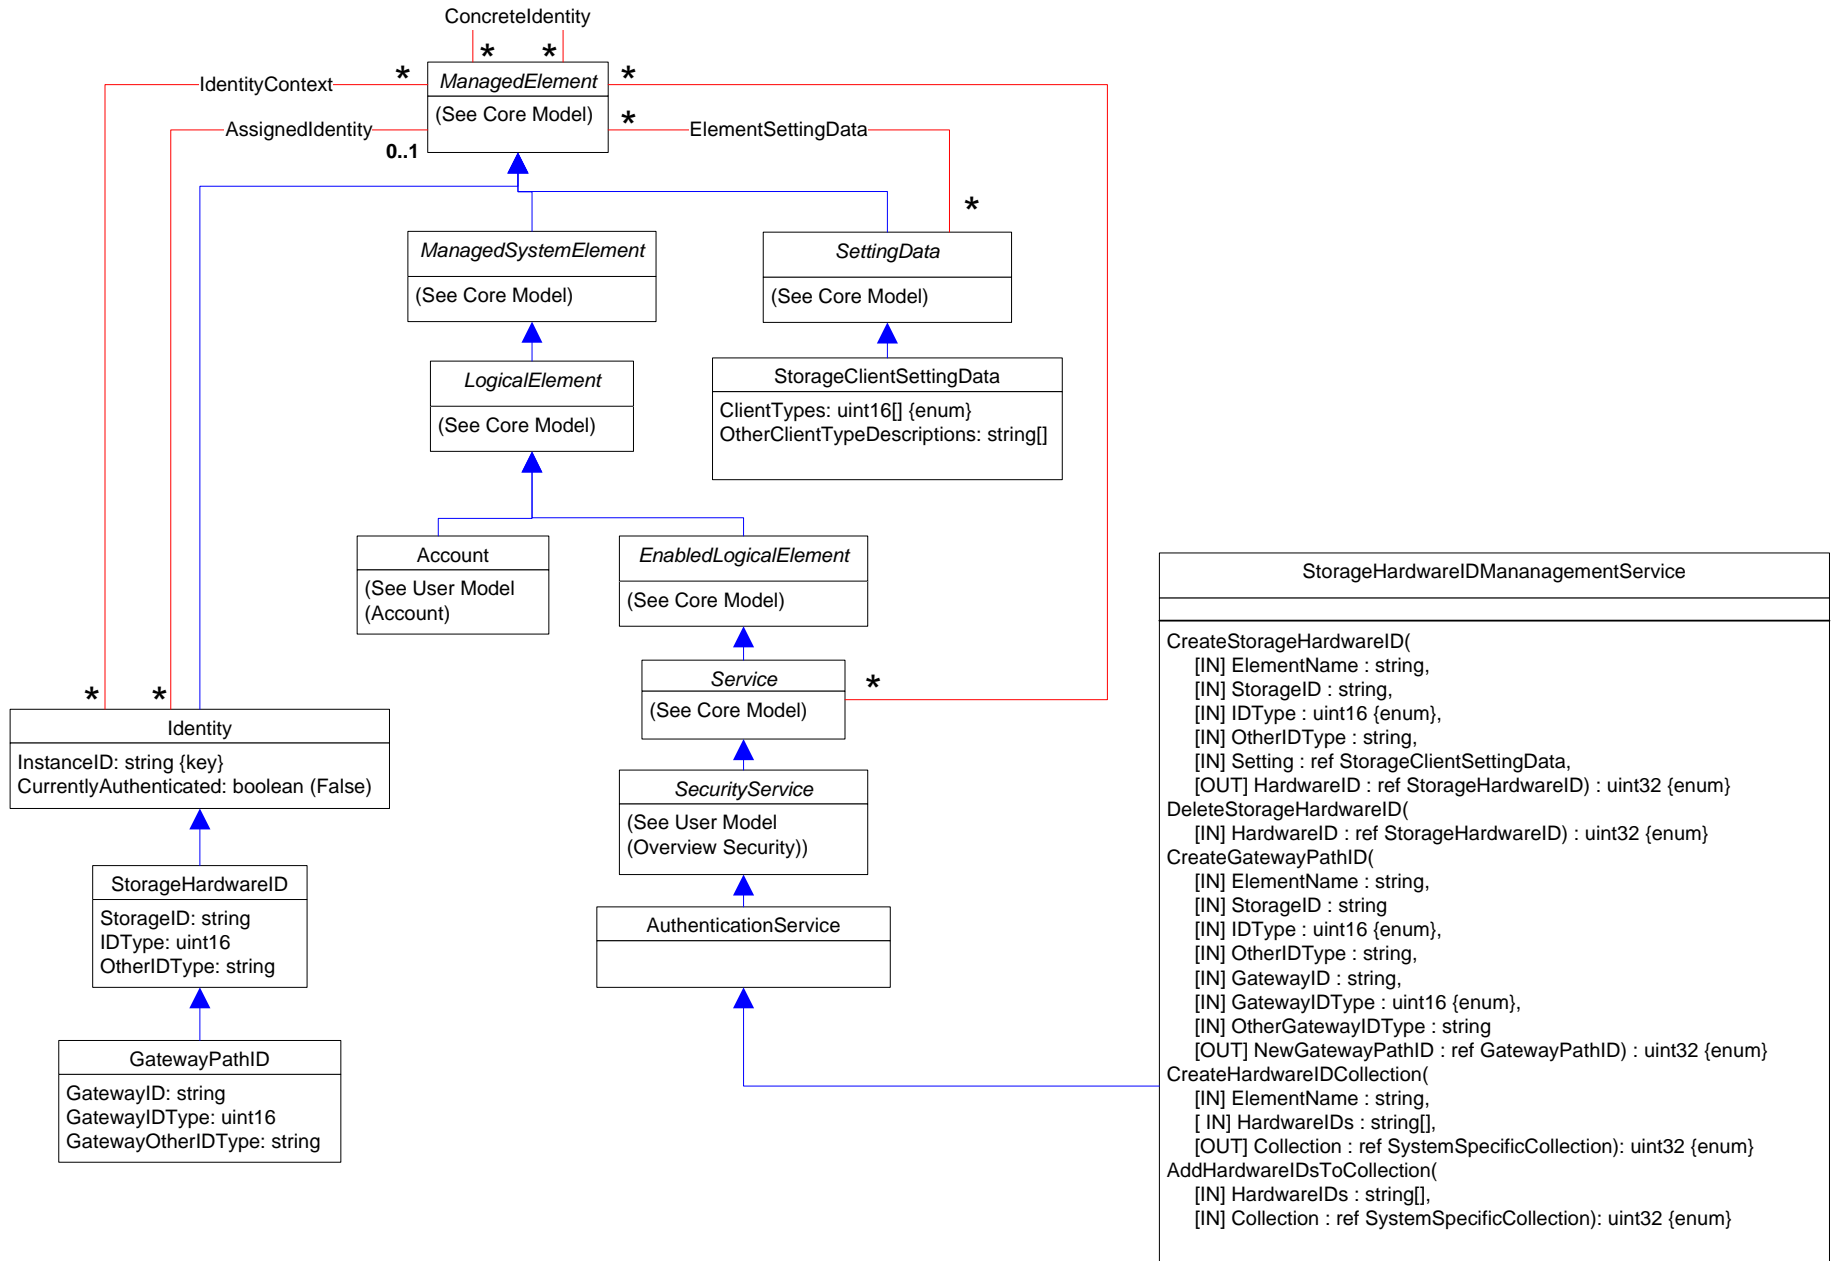 ConcreteIdentity
* *
IdentityContext
*
ManagedElement
*
(See Core Model)
AssignedIdentity
0..1
*
ElementSettingData
*
ManagedSystemElement
(See Core Model)
SettingData
(See Core Model)
LogicalElement
(See Core Model)
StorageClientSettingData
ClientTypes: uint16[] {enum}
OtherClientTypeDescriptions: string[]
Account
(See User Model
(Account)
EnabledLogicalElement
(See Core Model)
Service
(See Core Model)
*
* *
Identity
InstanceID: string {key}
CurrentlyAuthenticated: boolean (False)
SecurityService
(See User Model
(Overview Security))
StorageHardwareID
StorageID: string
IDType: uint16
OtherIDType: string
AuthenticationService
GatewayPathID
GatewayID: string
GatewayIDType: uint16
GatewayOtherIDType: string
StorageHardwareIDMananagementService
CreateStorageHardwareID(
[IN] ElementName : string,
[IN] StorageID : string,
[IN] IDType : uint16 {enum},
[IN] OtherIDType : string,
[IN] Setting : ref StorageClientSettingData,
[OUT] HardwareID : ref StorageHardwareID) : uint32 {enum}
DeleteStorageHardwareID(
[IN] HardwareID : ref StorageHardwareID) : uint32 {enum}
CreateGatewayPathID(
[IN] ElementName : string,
[IN] StorageID : string
[IN] IDType : uint16 {enum},
[IN] OtherIDType : string,
[IN] GatewayID : string,
[IN] GatewayIDType : uint16 {enum},
[IN] OtherGatewayIDType : string
[OUT] NewGatewayPathID : ref GatewayPathID) : uint32 {enum}
CreateHardwareIDCollection(
[IN] ElementName : string,
[ IN] HardwareIDs : string[],
[OUT] Collection : ref SystemSpecificCollection): uint32 {enum}
AddHardwareIDsToCollection(
[IN] HardwareIDs : string[],
[IN] Collection : ref SystemSpecificCollection): uint32 {enum}